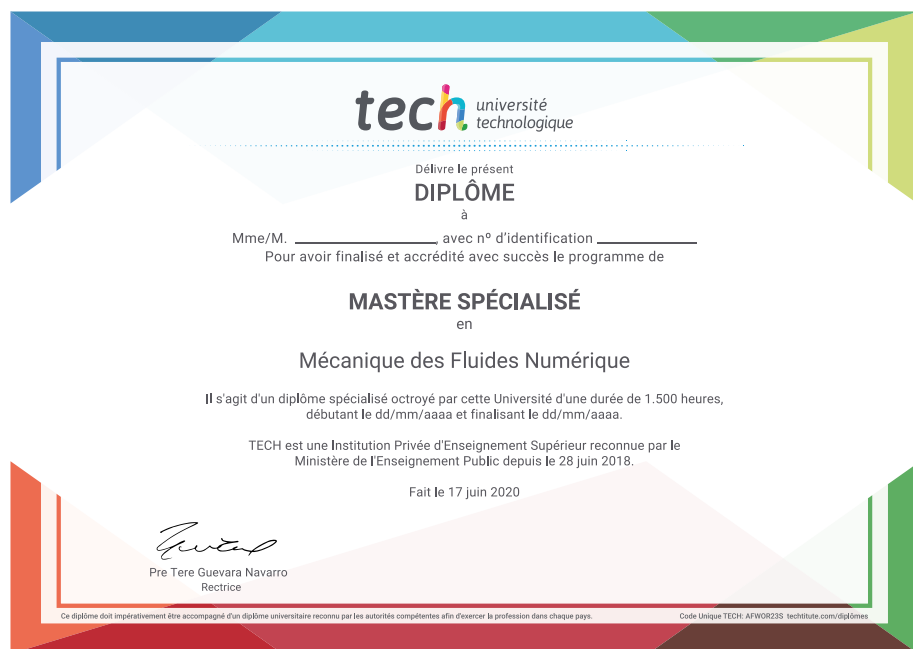 tech université
technologique
Délivre le présent
DIPLÔME
à
Mme/M. ____________________, avec nº d'identification ______________
Pour avoir finalisé et accrédité avec succès le programme de
MASTÈRE SPÉCIALISÉ
en
Mécanique des Fluides Numérique
Il s'agit d'un diplôme spécialisé octroyé par cette Université d'une durée de 1.500 heures,
débutant le dd/mm/aaaa et finalisant le dd/mm/aaaa.
TECH est une Institution Privée d'Enseignement Supérieur reconnue par le
Ministère de l'Enseignement Public depuis le 28 juin 2018.
Fait le 17 juin 2020
Pre Tere Guevara Navarro
Rectrice
Ce diplôme doit impérativement être accompagné d'un diplôme universitaire reconnu par les autorités compétentes afin d'exercer la profession dans chaque pays.
Code Unique TECH: AFWOR23S techtitute.com/diplômes